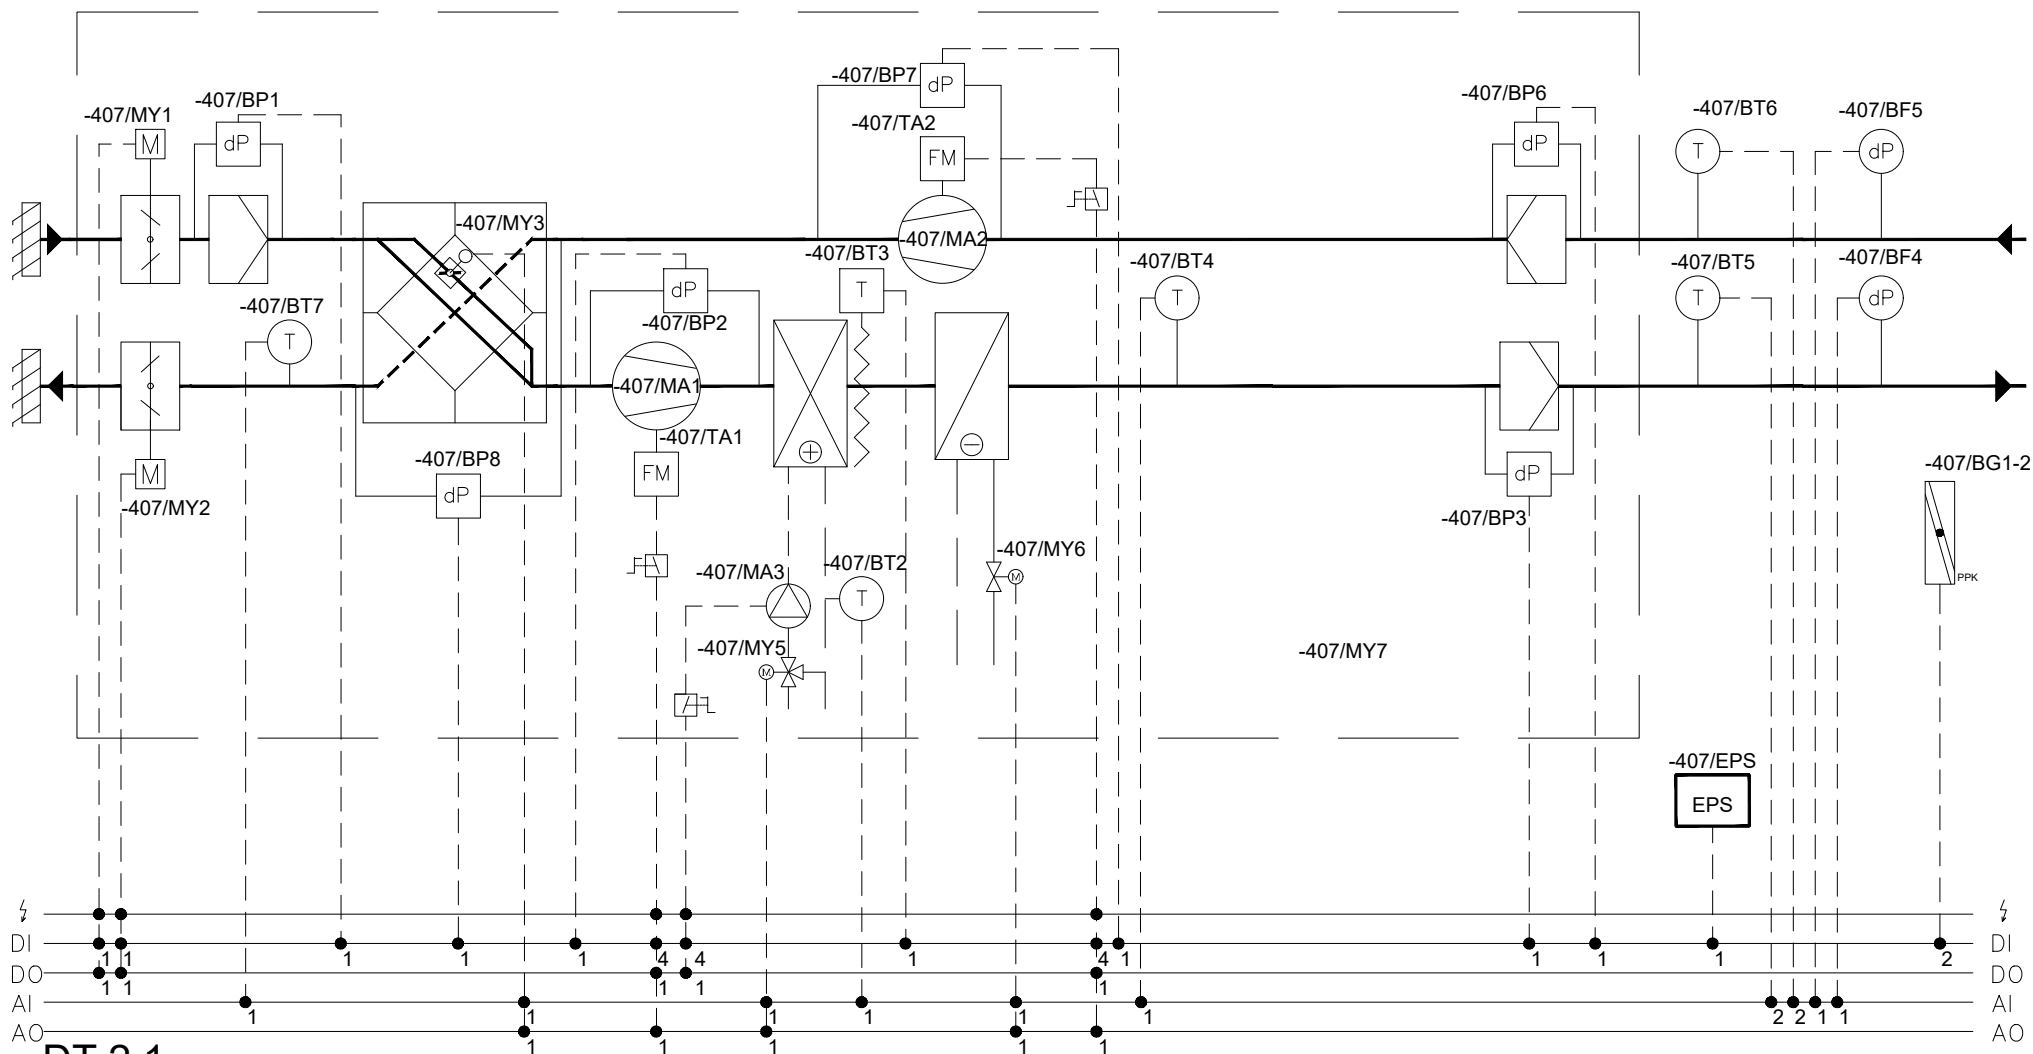 -407/BP7
dP
-407/BP1
-407/BP6
-407/MY1
-407/BT6
-407/BF5
-407/TA2
M
dP
FM
dP
T
dP
-407/MY3
-407/MA2
-407/BT3
-407/BT4
-407/BT5
-407/BF4
dP
T
T
T
dP
-407/BT7
-407/BP2
T
-407/MA1
-407/TA1
-407/BP8
M
FM
dP
dP
-407/BG1-2
-407/MY2
-407/BP3
-407/MY6
-407/MA3
-407/BT2
M
PPK
T
-407/MY5
-407/MY7
M
-407/EPS
EPS
DI
1
1
1
1
1
4
4
1
4
1
1
1
1
2
DI
DO
1
1
1
1
1
DO
AI
1
1
1
1
1
1
2
2
1
1
AI
AO
1
1
1
1
1
AO
DT 2.1